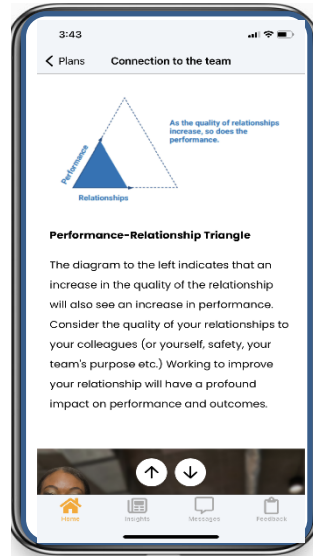 3:43
Plans
Connection to the team
As the quality of relationships
increase, so does the
performance.
Performance
Relationships
Performance-Relationship Triangle
The diagram to the left indicates that an
increase in the quality of the relationship
will also see an increase in performance.
Consider the quality of your relationships to
your colleagues (or yourself, safety, your
team's purpose etc.) Working to improve
your relationship will have a profound
impact on performance and outcomes.
Home
Insights
Messages
Feedback